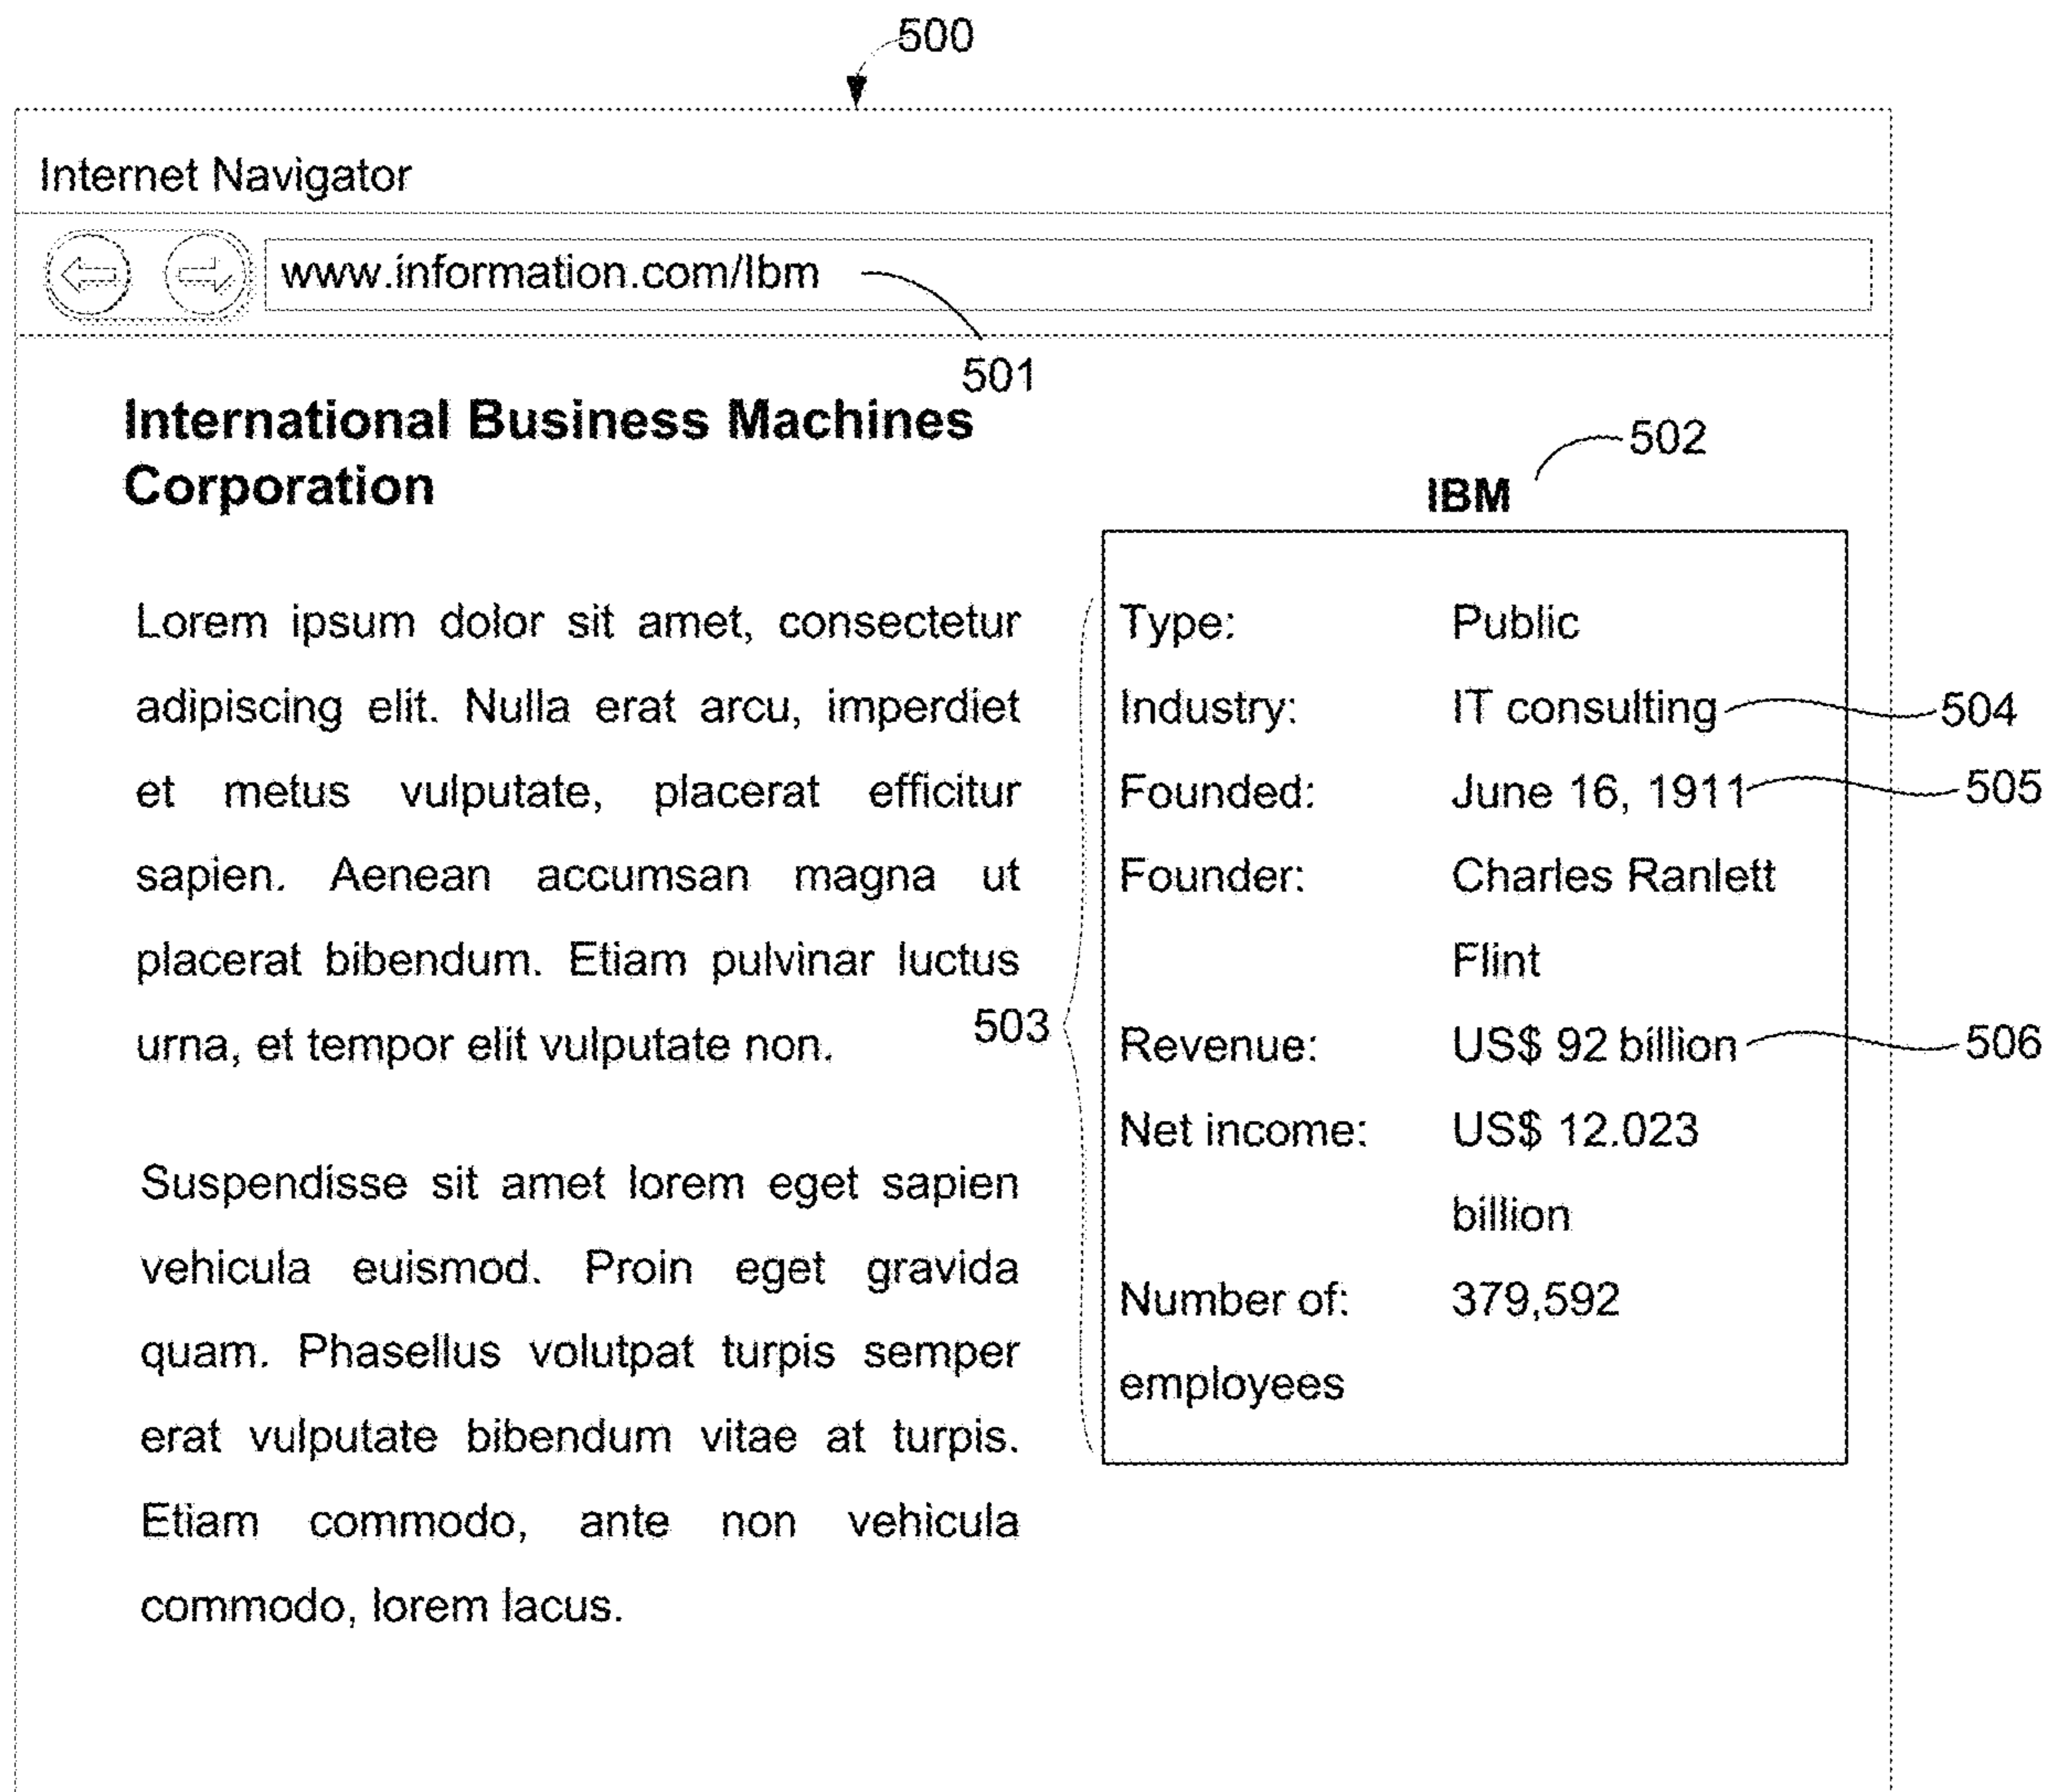 500
Internet Navigator
www.information.com/Ibm
501
International Business Machines
Corporation
Lorem ipsum dolor sit amet, consectetur
adipiscing elit. Nulla erat arcu, imperdiet
et metus vulputate, placerat efficitur
sapien. Aenean accumsan magna ut
placerat bibendum. Etiam pulvinar luctus
urna, et tempor elit vulputate non.
Suspendisse sit amet lorem eget sapien
vehicula euismod. Proin eget gravida
quam. Phasellus volutpat turpis semper
erat vulputate bibendum vitae at turpis.
Etiam commodo, ante non vehicula
commodo, lorem lacus.
502
IBM
503
Type: Public
Industry: IT consulting 504
Founded: June 16, 1911 505
Founder: Charles Ranlett
Flint
Revenue: US$ 92 billion 506
Net income: US$ 12.023
billion
Number of: 379,592
employees